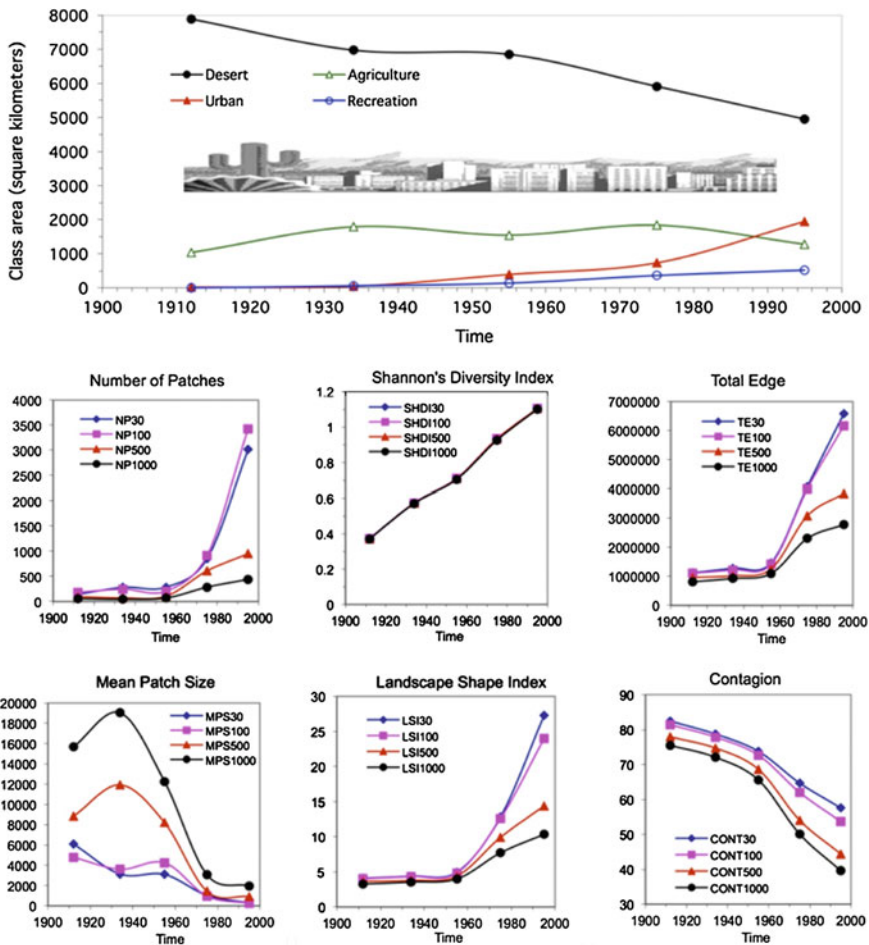 Class area (square kilometers)
8000
7000
6000
5000
4000
3000
2000
1000
0
Desert
Agriculture
Urban
Recreation
1900 1910 1920 1930 1940 1950 1960 1970 1980 1990 2000
Time
Number of Patches
4000
3500
3000
2500
2000
1500
1000
500
0
NP30
NP100
NP500
NP1000
1900 1920 1940 1960 1980 2000
Time
Shannon's Diversity Index
1.2
1
0.8
0.6
0.4
0.2
0
SHDI30
SHDI100
SHDI500
SHDI1000
1900 1920 1940 1960 1980 2000
Time
Total Edge
7000000
6000000
5000000
4000000
3000000
2000000
1000000
0
TE30
TE100
TE500
TE1000
1900 1920 1940 1960 1980 2000
Time
Mean Patch Size
20000
18000
16000
14000
12000
10000
8000
6000
4000
2000
0
MPS30
MPS100
MPS500
MPS1000
1900 1920 1940 1960 1980 2000
Time
Landscape Shape Index
30
25
20
15
10
5
0
LSI30
LSI100
LSI500
LSI1000
1900 1920 1940 1960 1980 2000
Time
Contagion
90
80
70
60
50
40
30
CONT30
CONT100
CONT500
CONT1000
1900 1920 1940 1960 1980 2000
Time